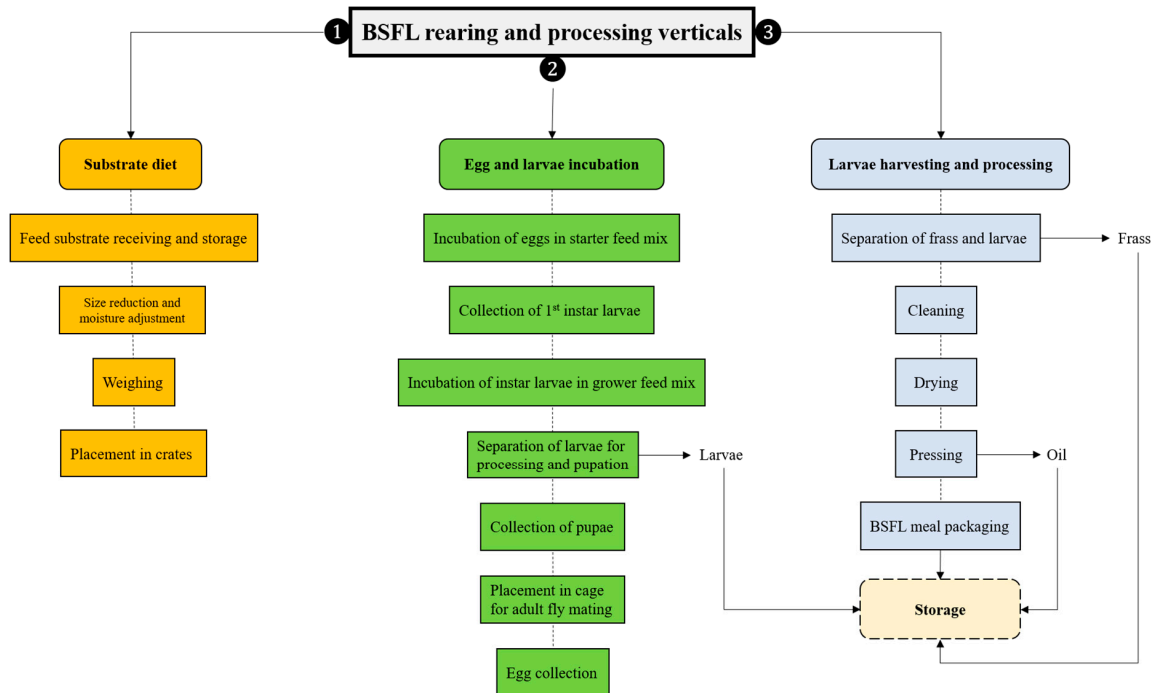 ❶ BSFL rearing and processing verticals ❸
❷
Substrate diet
Feed substrate receiving and storage
Size reduction and
moisture adjustment
Weighing
Placement in crates
Egg and larvae incubation
Incubation of eggs in starter feed mix
Collection of 1st instar larvae
Incubation of instar larvae in grower feed mix
Separation of larvae for
processing and pupation
Larvae
Collection of pupae
Placement in cage
for adult fly mating
Egg collection
Larvae harvesting and processing
Separation of frass and larvae
Frass
Cleaning
Drying
Pressing
Oil
BSFL meal packaging
Storage